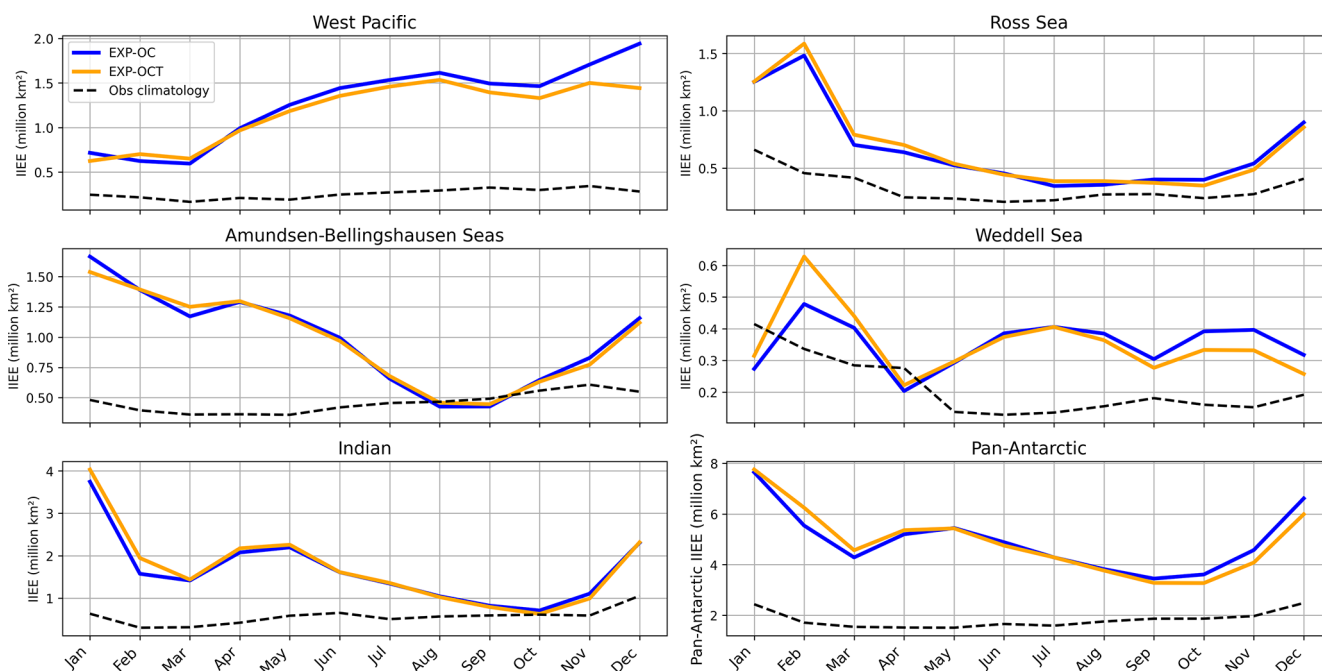 West Pacific
IIEE (million km²)
2.0
1.5
1.0
0.5
EXP-OC
EXP-OCT
Obs climatology
Ross Sea
IIEE (million km²)
1.5
1.0
0.5
Amundsen-Bellingshausen Seas
IIEE (million km²)
1.50
1.25
1.00
0.75
0.50
Weddell Sea
IIEE (million km²)
0.6
0.5
0.4
0.3
0.2
Indian
IIEE (million km²)
4
3
2
1
Jan
Feb
Mar
Apr
May
Jun
Jul
Aug
Sep
Oct
Nov
Dec
Pan-Antarctic
Pan-Antarctic IIEE (million km²)
8
6
4
2
Jan
Feb
Mar
Apr
May
Jun
Jul
Aug
Sep
Oct
Nov
Dec